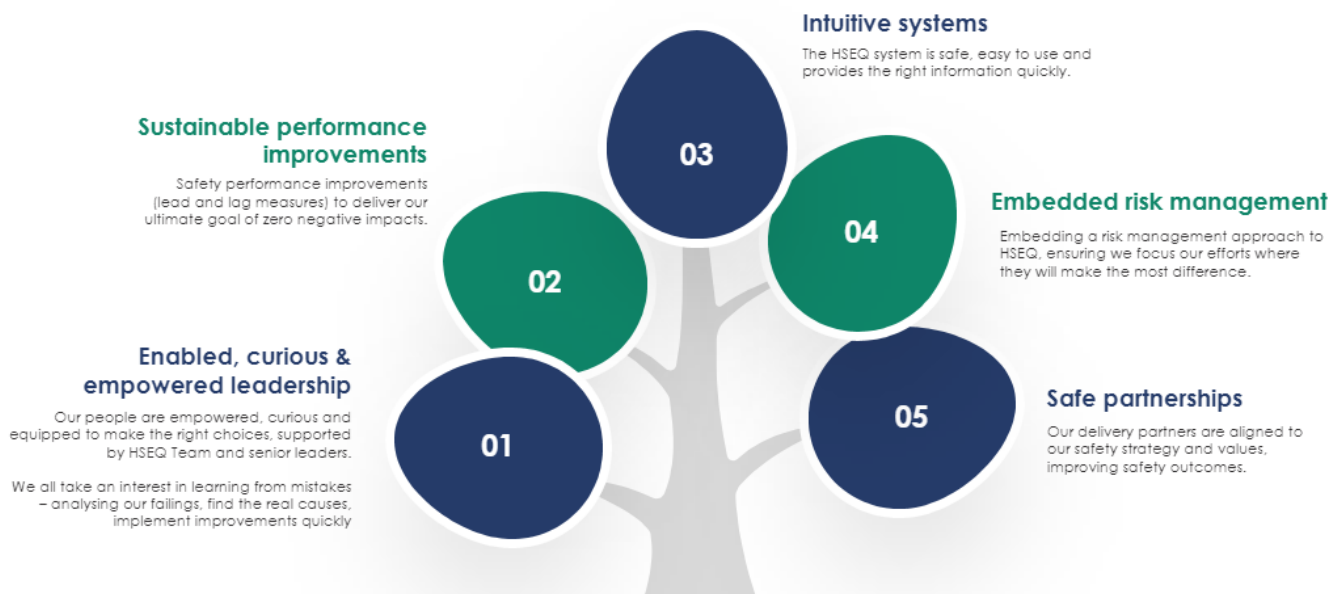 Enabled, curious &
empowered leadership
Our people are empowered, curious and
equipped to make the right choices, supported
by HSEQ Team and senior leaders.
We all take an interest in learning from mistakes
– analysing our failings, find the real causes,
implement improvements quickly
01
Sustainable performance
improvements
Safety performance improvements
(lead and lag measures) to deliver our
ultimate goal of zero negative impacts.
02
Intuitive systems
The HSEQ system is safe, easy to use and
provides the right information quickly.
03
Embedded risk management
Embedding a risk management approach to
HSEQ, ensuring we focus our efforts where
they will make the most difference.
04
Safe partnerships
Our delivery partners are aligned to
our safety strategy and values,
improving safety outcomes.
05